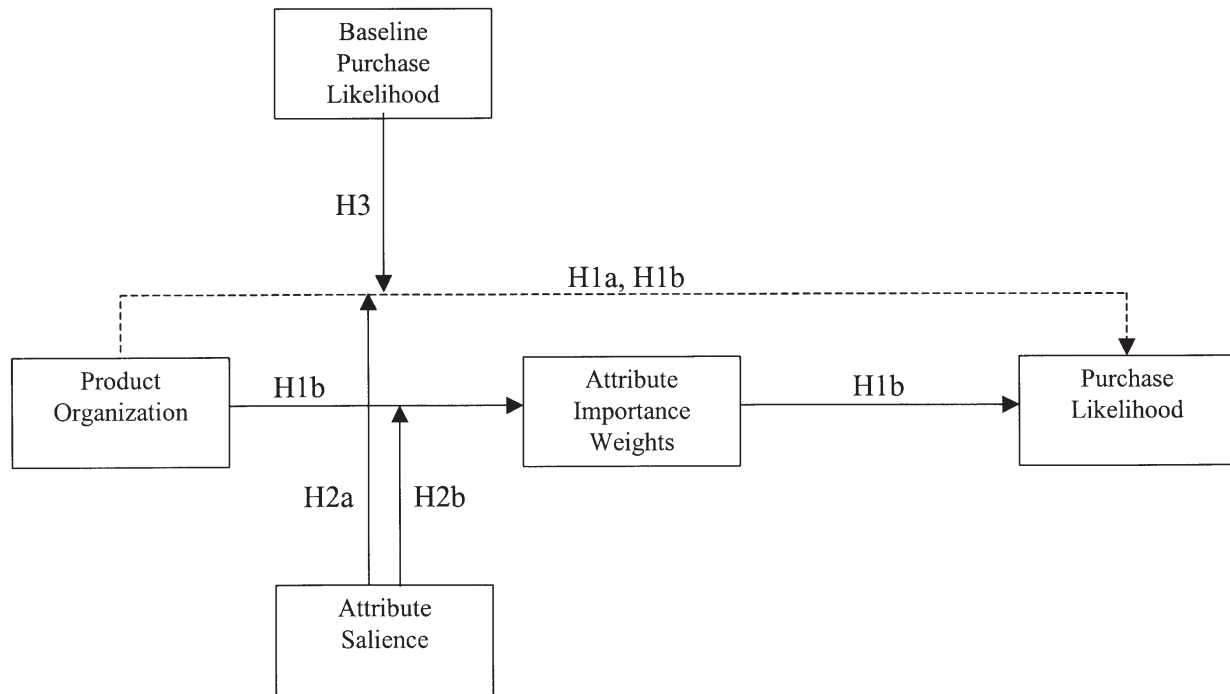 Baseline
Purchase
Likelihood
H3
H1a, H1b
Product
Organization
H1b
Attribute
Importance
Weights
H1b
Purchase
Likelihood
H2a
H2b
Attribute
Salience